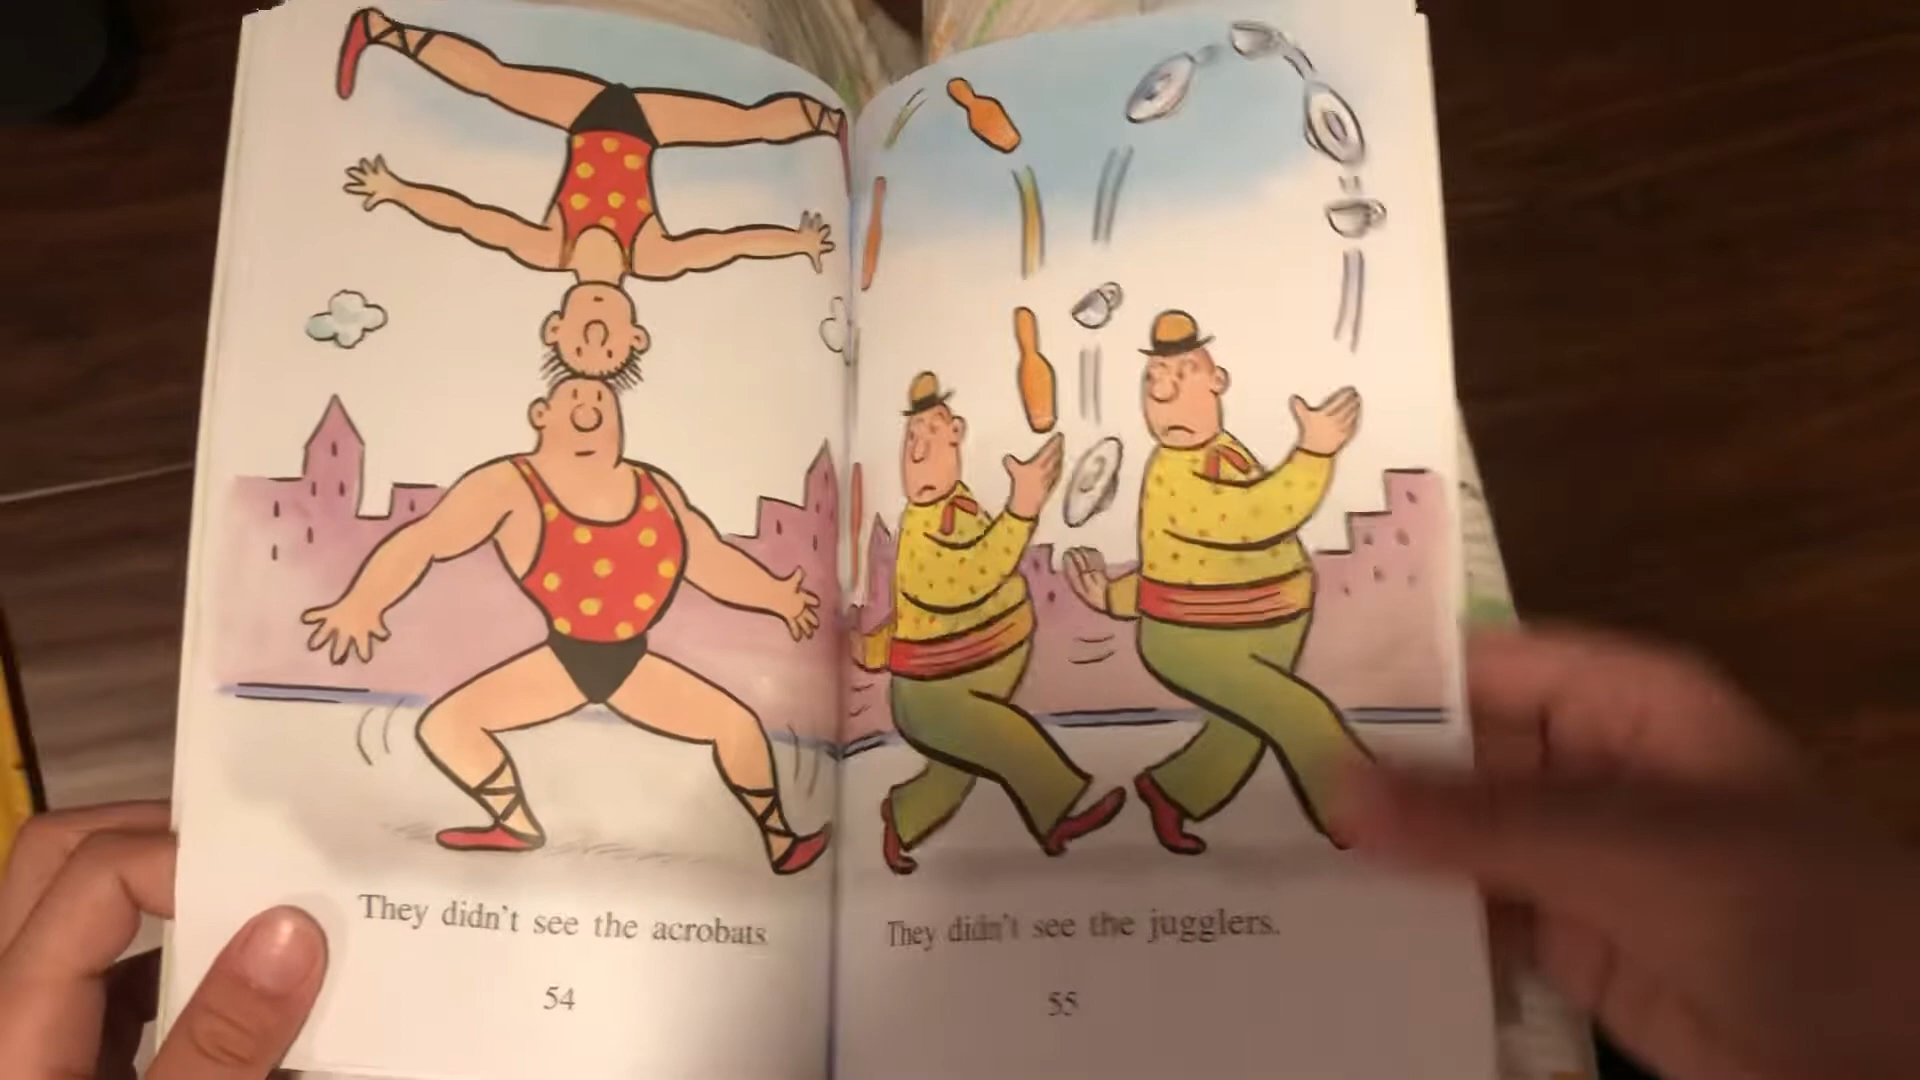 They didn't see the acrobats
54
They didn't see the jugglers.
55